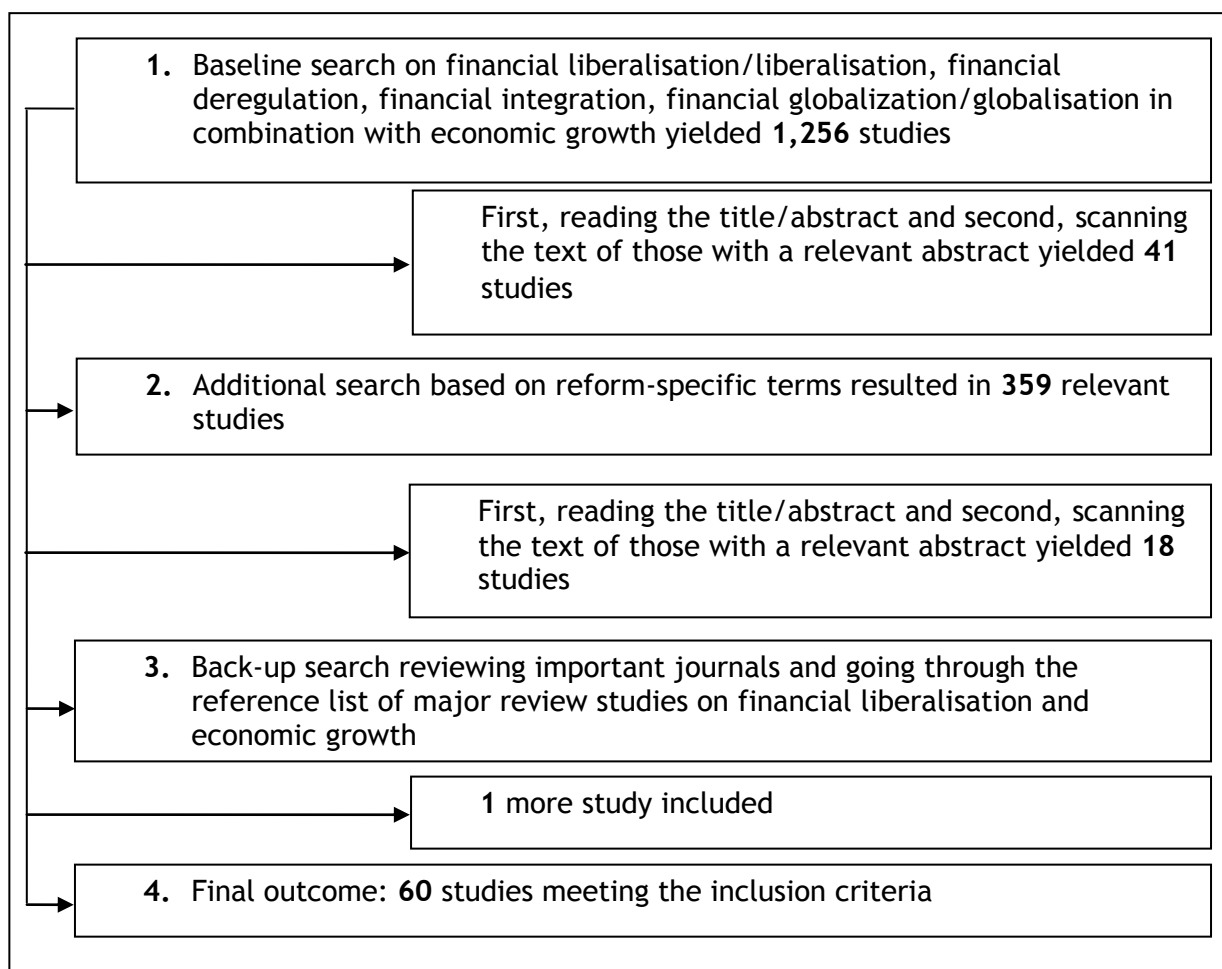 1. Baseline search on financial liberalisation/liberalisation, financial
deregulation, financial integration, financial globalization/globalisation in
combination with economic growth yielded 1,256 studies
First, reading the title/abstract and second, scanning
the text of those with a relevant abstract yielded 41
studies
2. Additional search based on reform-specific terms resulted in 359 relevant
studies
First, reading the title/abstract and second, scanning
the text of those with a relevant abstract yielded 18
studies
3. Back-up search reviewing important journals and going through the
reference list of major review studies on financial liberalisation and
economic growth
1 more study included
4. Final outcome: 60 studies meeting the inclusion criteria